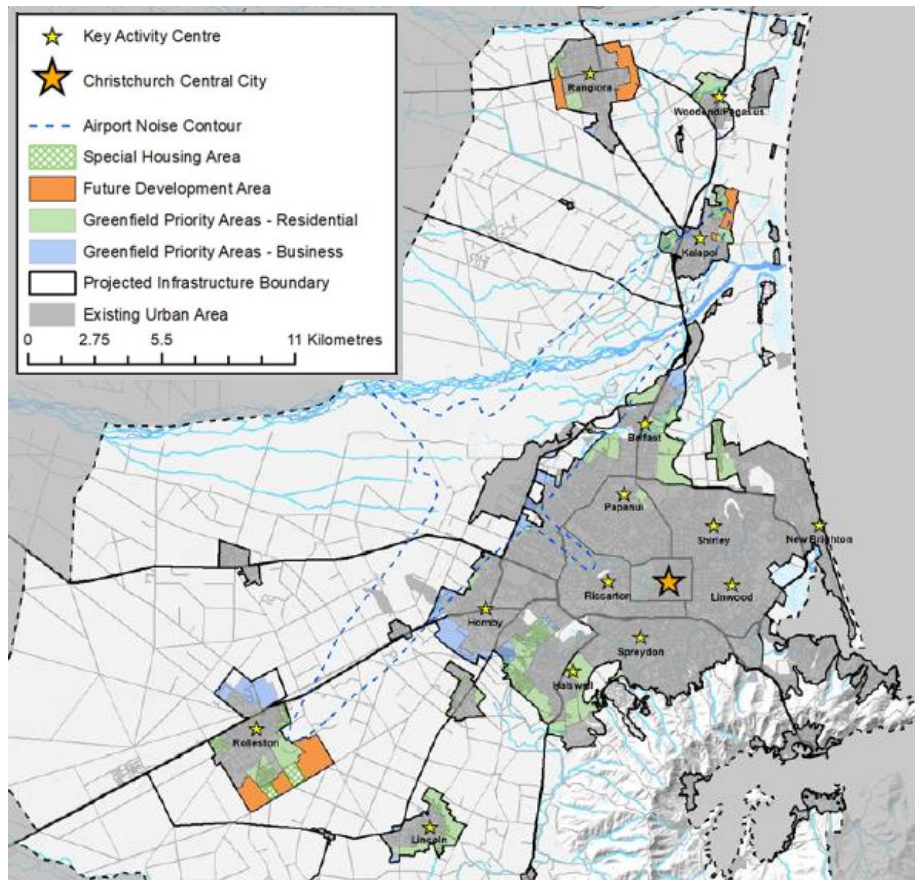 Key Activity Centre
Christchurch Central City
Airport Noise Contour
Special Housing Area
Future Development Area
Greenfield Priority Areas - Residential
Greenfield Priority Areas - Business
Projected Infrastructure Boundary
Existing Urban Area
0 2.75 5.5 11 Kilometres
Rangiora
Woodend/Pegasus
Kaiapoi
Belfast
Papanui
Shirley
New Brighton
Riccarton
Linwood
Hornby
Spreydon
Halswell
Rolleston
Lincoln